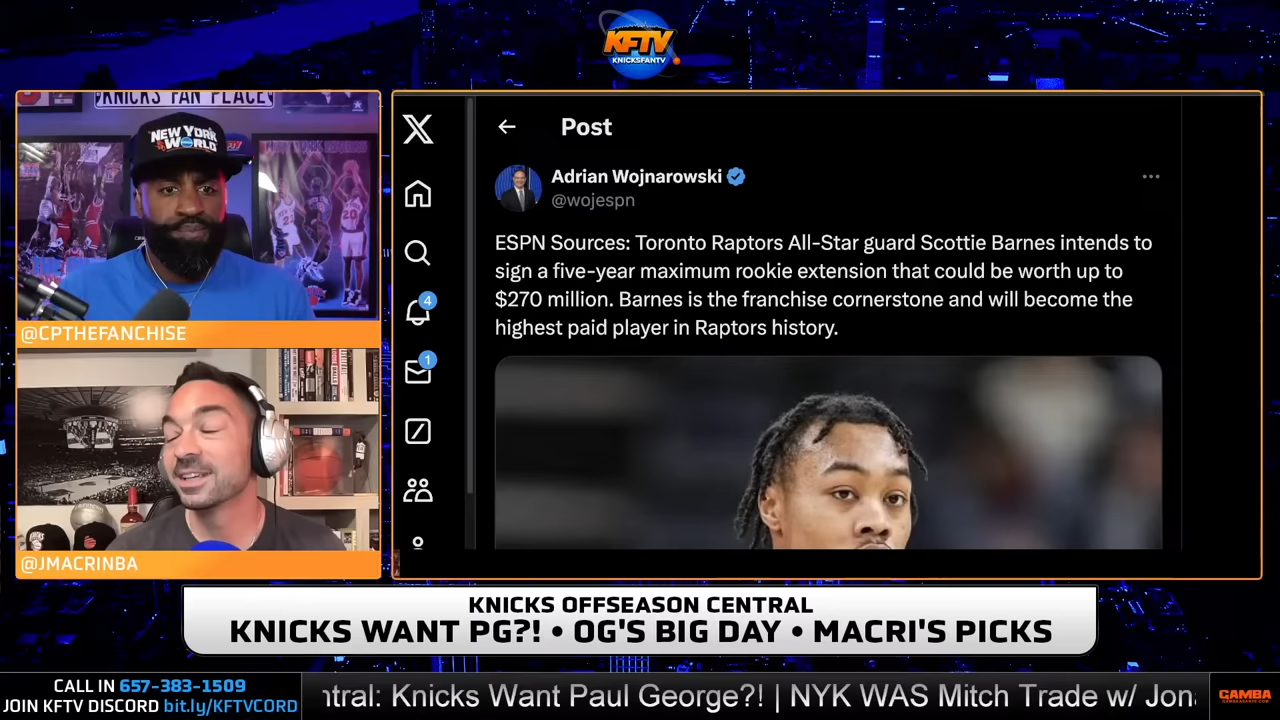 KFTV
KNICKSFANTV
KNICKS FAN PLACE
NEW YORK
WORLD
@CPTHEFANCHISE
@JMACRINBA
Post
Adrian Wojnarowski
@wojespn
ESPN Sources: Toronto Raptors All-Star guard Scottie Barnes intends to
sign a five-year maximum rookie extension that could be worth up to
$270 million. Barnes is the franchise cornerstone and will become the
highest paid player in Raptors history.
4
1
KNICKS OFFSEASON CENTRAL
KNICKS WANT PG?! • OG'S BIG DAY • MACRI'S PICKS
CALL IN 657-383-1509
JOIN KFTV DISCORD bit.ly/KFTVCORD
ntral: Knicks Want Paul George?! | NYK WAS Mitch Trade w/ Jona
GAMBA